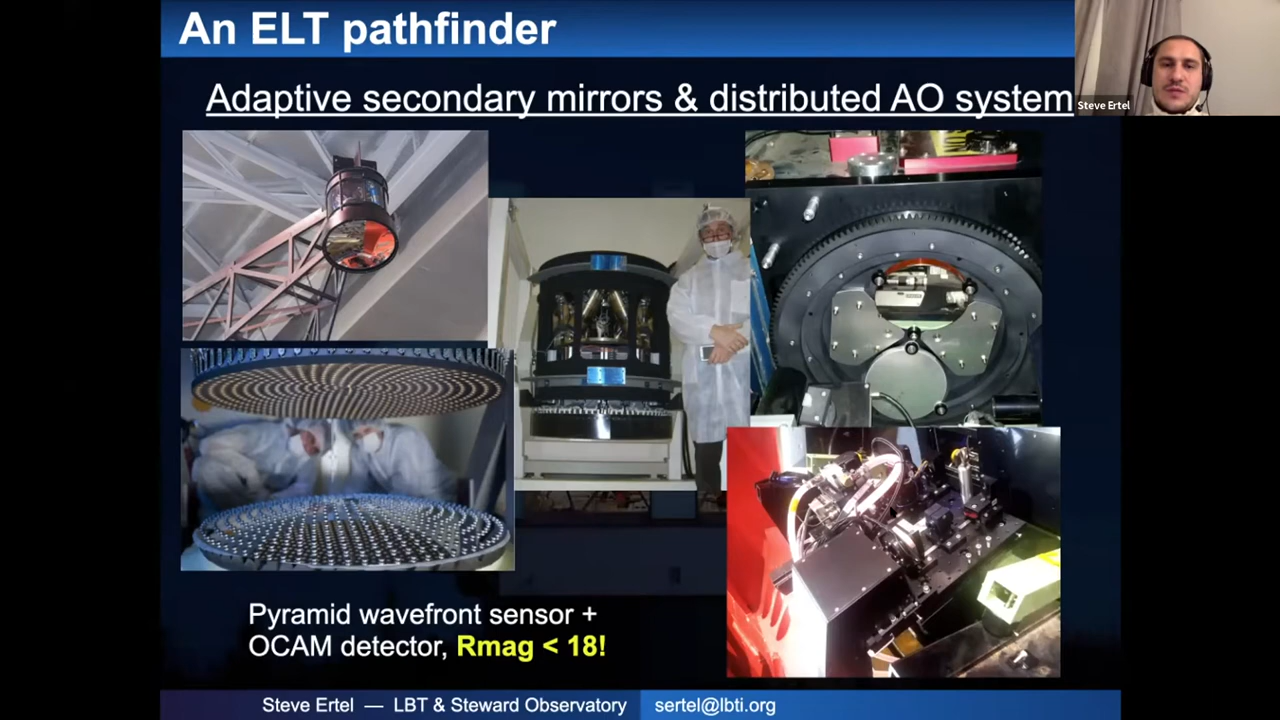 An ELT pathfinder
Steve Ertel
Adaptive secondary mirrors & distributed AO system
Pyramid wavefront sensor +
OCAM detector, Rmag < 18!
Steve Ertel — LBT & Steward Observatory sertel@lbti.org